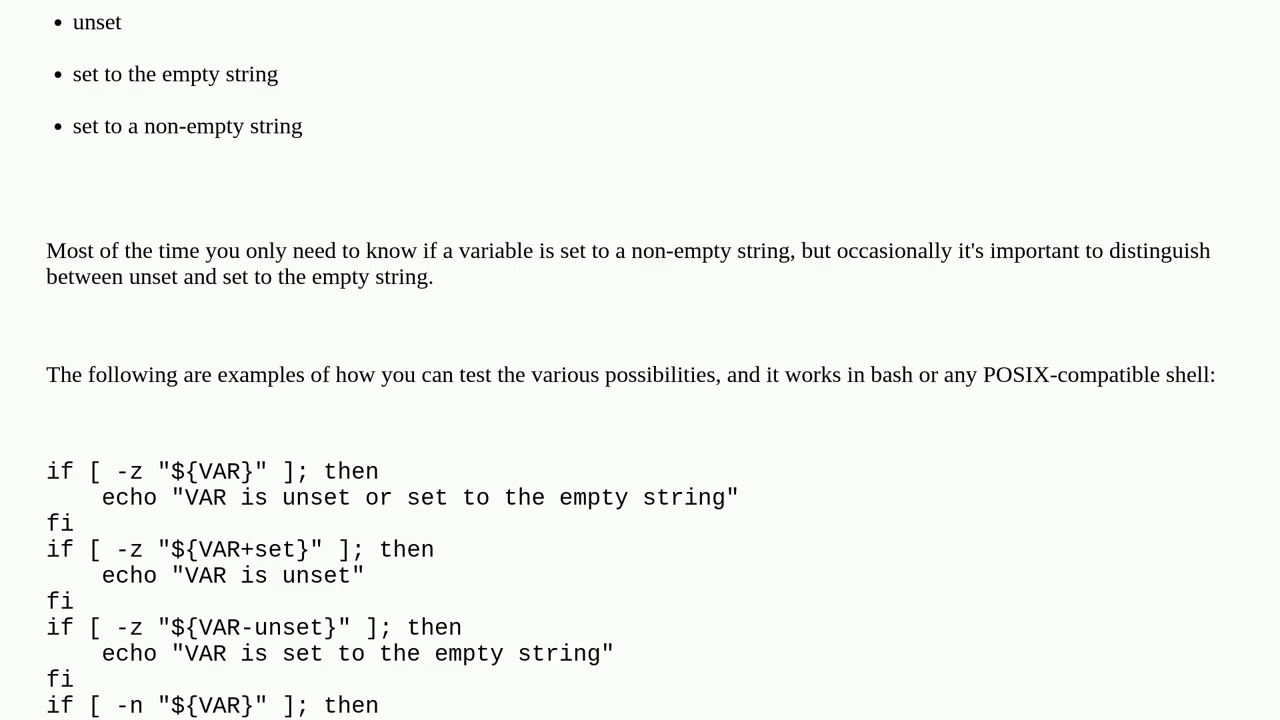 • unset
• set to the empty string
• set to a non-empty string
Most of the time you only need to know if a variable is set to a non-empty string, but occasionally it's important to distinguish
between unset and set to the empty string.
The following are examples of how you can test the various possibilities, and it works in bash or any POSIX-compatible shell:
if [ -z "${VAR}" ]; then
    echo "VAR is unset or set to the empty string"
fi
if [ -z "${VAR+set}" ]; then
    echo "VAR is unset"
fi
if [ -z "${VAR-unset}" ]; then
    echo "VAR is set to the empty string"
fi
if [ -n "${VAR}" ]; then